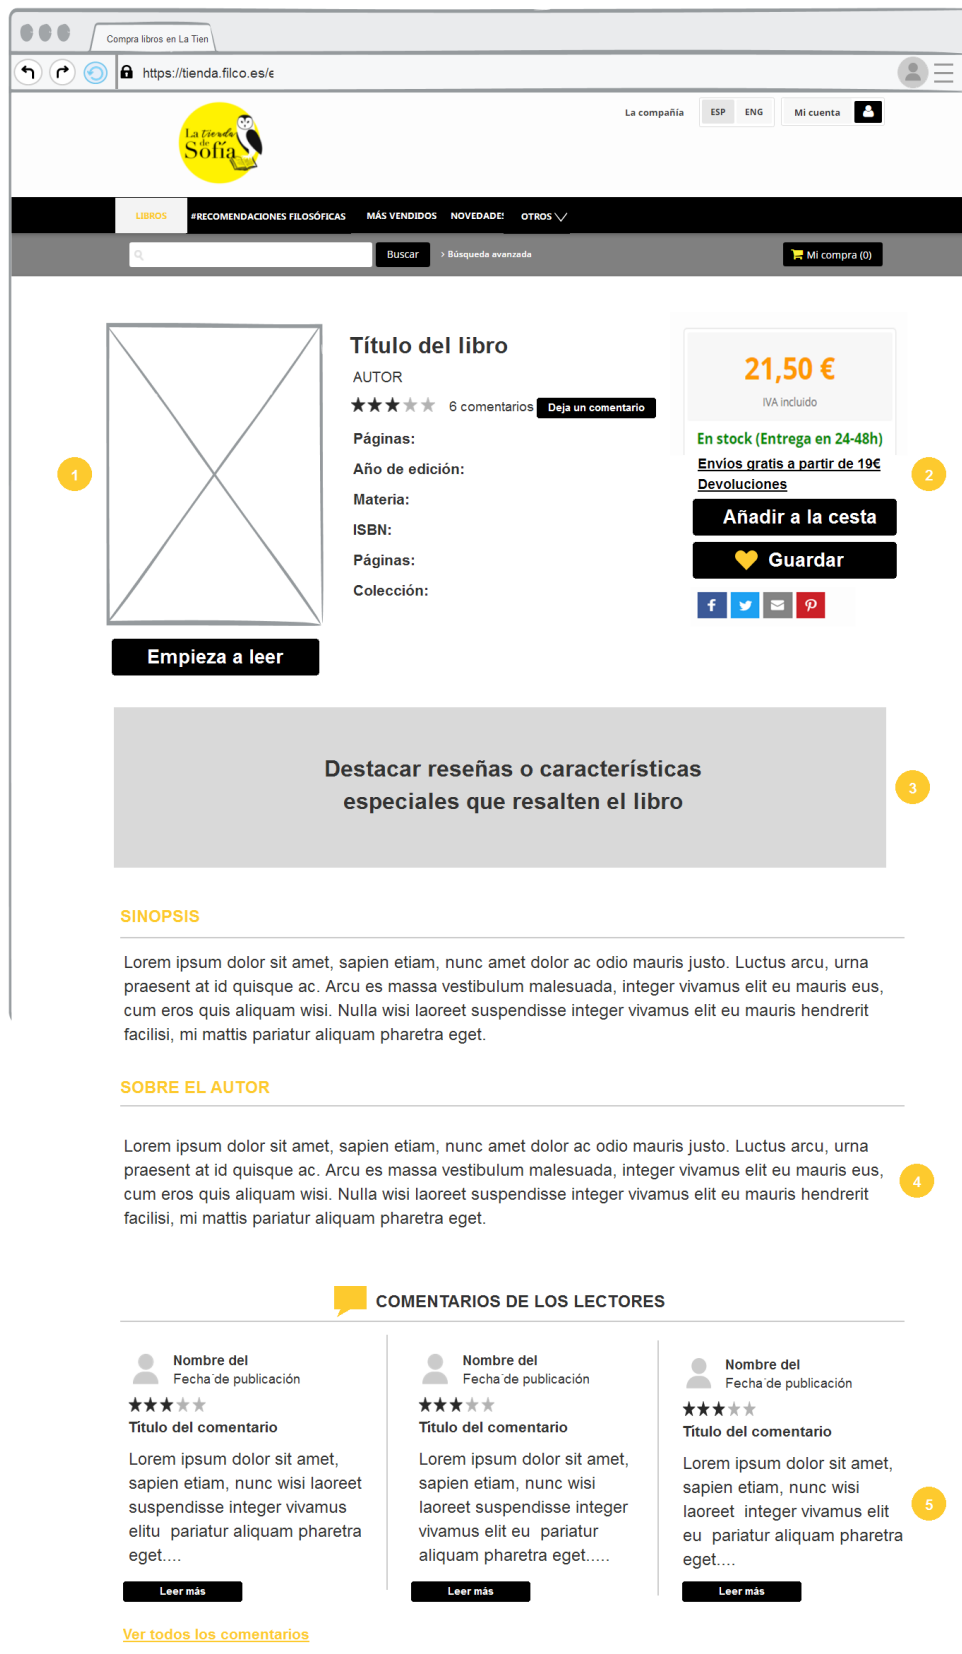 Compra libros en La Tien
https://tienda.filco.es/e
La tienda
de
Sofía
La compañía
ESP
ENG
Mi cuenta
LIBROS
#RECOMENDACIONES FILOSÓFICAS
MÁS VENDIDOS
NOVEDADE
OTROS
Buscar
> Búsqueda avanzada
Mi compra (0)
Título del libro
AUTOR
6 comentarios
Deja un comentario
Páginas:
Año de edición:
Materia:
ISBN:
Páginas:
Colección:
1
Empieza a leer
21,50 €
IVA incluido
En stock (Entrega en 24-48h)
Envíos gratis a partir de 19€
Devoluciones
2
Añadir a la cesta
Guardar
Destacar reseñas o características
especiales que resalten el libro
3
SINOPSIS
Lorem ipsum dolor sit amet, sapien etiam, nunc amet dolor ac odio mauris justo. Luctus arcu, urna
praesent at id quisque ac. Arcu es massa vestibulum malesuada, integer vivamus elit eu mauris eus,
cum eros quis aliquam wisi. Nulla wisi laoreet suspendisse integer vivamus elit eu mauris hendrerit
facilisi, mi mattis pariatur aliquam pharetra eget.
SOBRE EL AUTOR
Lorem ipsum dolor sit amet, sapien etiam, nunc amet dolor ac odio mauris justo. Luctus arcu, urna
praesent at id quisque ac. Arcu es massa vestibulum malesuada, integer vivamus elit eu mauris eus,
cum eros quis aliquam wisi. Nulla wisi laoreet suspendisse integer vivamus elit eu mauris hendrerit
facilisi, mi mattis pariatur aliquam pharetra eget.
4
COMENTARIOS DE LOS LECTORES
Nombre del
Fecha de publicación
Título del comentario
Lorem ipsum dolor sit amet,
sapien etiam, nunc wisi laoreet
suspendisse integer vivamus
elitu pariatur aliquam pharetra
eget....
Leer más
Nombre del
Fecha de publicación
Título del comentario
Lorem ipsum dolor sit amet,
sapien etiam, nunc wisi
laoreet suspendisse integer
vivamus elit eu pariatur
aliquam pharetra eget.....
Leer más
Nombre del
Fecha de publicación
Título del comentario
Lorem ipsum dolor sit amet,
sapien etiam, nunc wisi
laoreet integer vivamus elit
eu pariatur aliquam pharetra
eget....
Leer más
5
Ver todos los comentarios